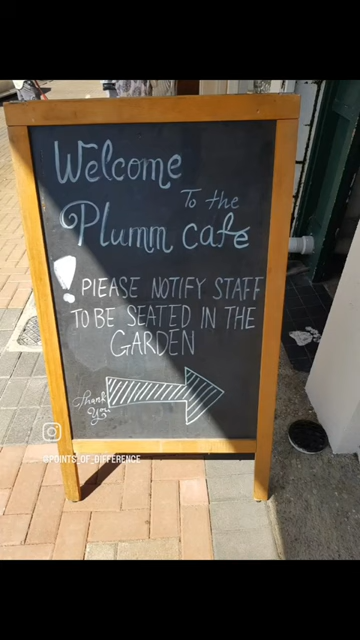 Welcome
To the
Plumm cafe
! PlEASE NOTIFY STAFF
TO BE SEATED IN THE
GARDEN
Thank
You
@POINTS_OF_DIFFERENCE